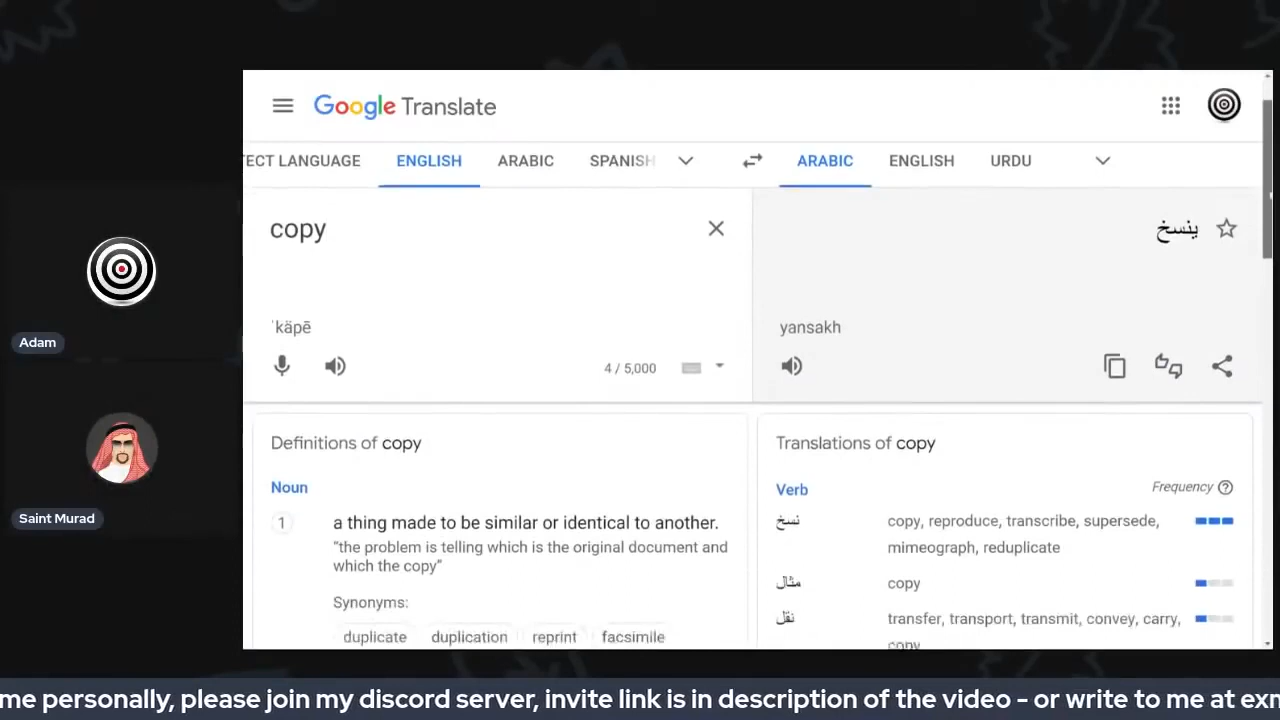 Google Translate
TECT LANGUAGE ENGLISH ARABIC SPANISH ARABIC ENGLISH URDU
copy
ينسخ
ˈkäpē
yansakh
4 / 5,000
Adam
Saint Murad
Definitions of copy
Noun
1 a thing made to be similar or identical to another.
“the problem is telling which is the original document and
which the copy”
Synonyms:
duplicate duplication reprint facsimile
Translations of copy
Verb Frequency
نسخ copy, reproduce, transcribe, supersede,
mimeograph, reduplicate
مثال copy
نقل transfer, transport, transmit, convey, carry,
copy
me personally, please join my discord server, invite link is in description of the video - or write to me at exn